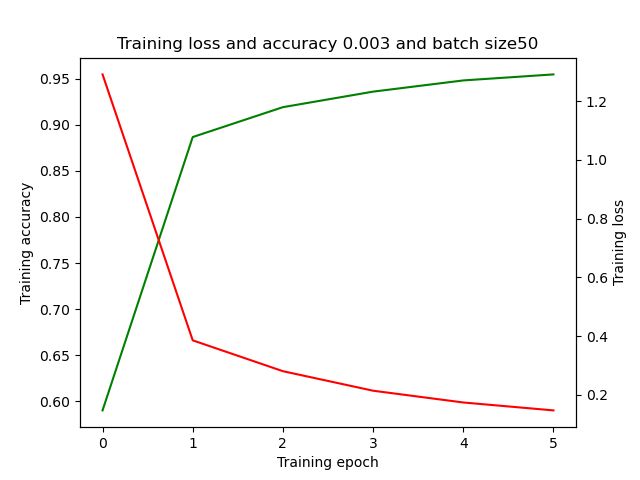 Training loss and accuracy 0.003 and batch size50
Training accuracy
0.95
0.90
0.85
0.80
0.75
0.70
0.65
0.60
1.2
1.0
0.8
0.6
0.4
0.2
Training loss
0 1 2 3 4 5
Training epoch